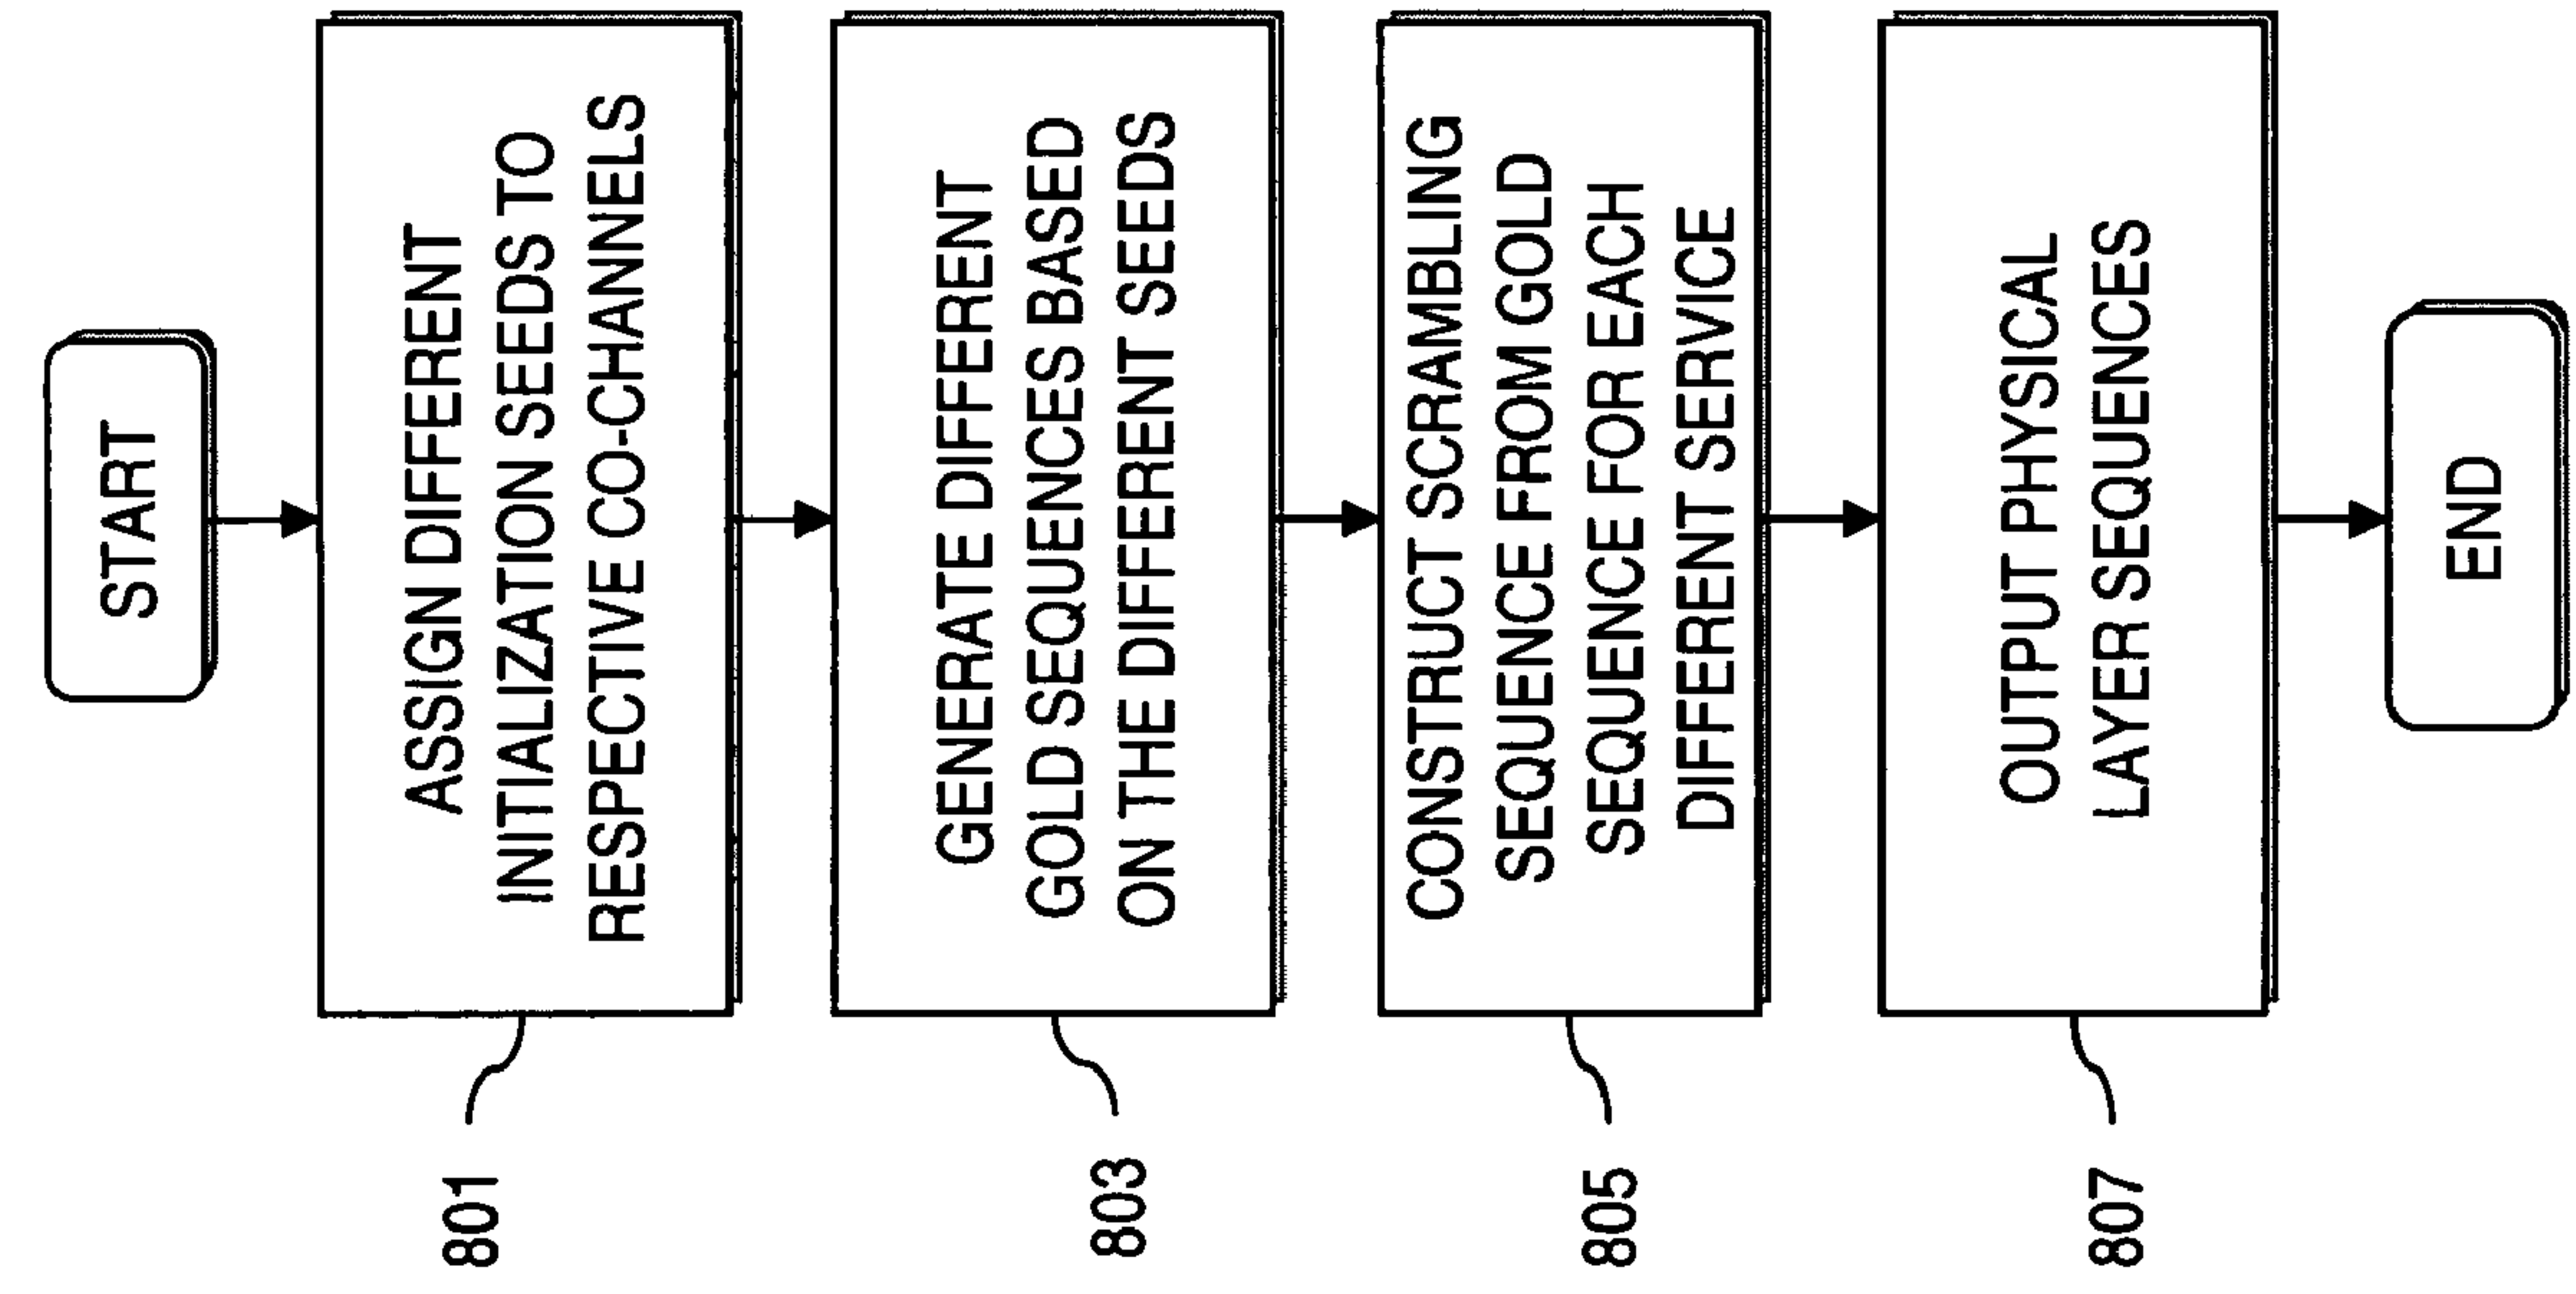 START
ASSIGN DIFFERENT
INITIALIZATION SEEDS TO
RESPECTIVE CO-CHANNELS
801
GENERATE DIFFERENT
GOLD SEQUENCES BASED
ON THE DIFFERENT SEEDS
803
CONSTRUCT SCRAMBLING
SEQUENCE FROM GOLD
SEQUENCE FOR EACH
DIFFERENT SERVICE
805
OUTPUT PHYSICAL
LAYER SEQUENCES
807
END